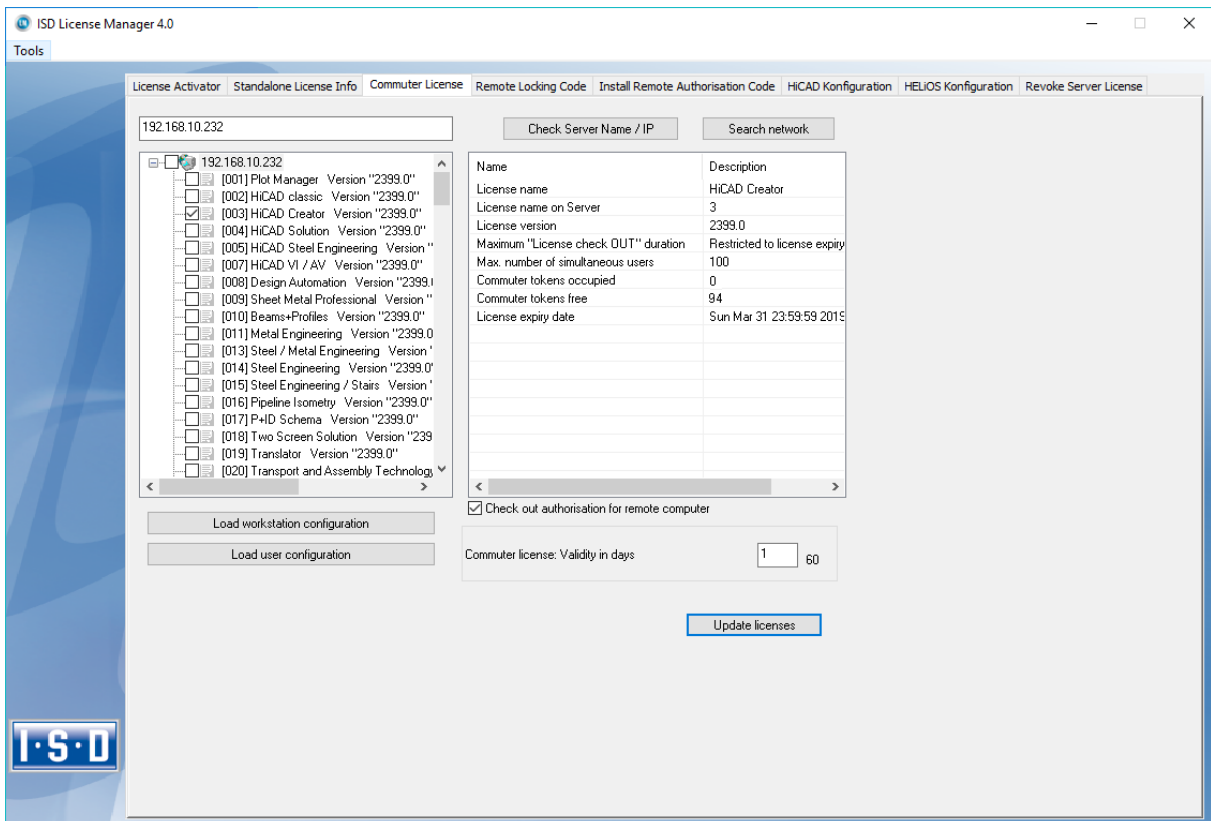 ISD License Manager 4.0
Tools
License Activator Standalone License Info Commuter License Remote Locking Code Install Remote Authorisation Code HiCAD Konfiguration HELiOS Konfiguration Revoke Server License
192.168.10.232 Check Server Name / IP Search network
192.168.10.232
[001] Plot Manager Version "2399.0"
[002] HiCAD classic Version "2399.0"
[003] HiCAD Creator Version "2399.0"
[004] HiCAD Solution Version "2399.0"
[005] HiCAD Steel Engineering Version "
[007] HiCAD VI / AV Version "2399.0"
[008] Design Automation Version "2399.
[009] Sheet Metal Professional Version "
[010] Beams+Profiles Version "2399.0"
[011] Metal Engineering Version "2399.0
[013] Steel / Metal Engineering Version '
[014] Steel Engineering Version "2399.0'
[015] Steel Engineering / Stairs Version '
[016] Pipeline Isometry Version "2399.0"
[017] P+ID Schema Version "2399.0"
[018] Two Screen Solution Version "239
[019] Translator Version "2399.0"
[020] Transport and Assembly Technology
Name Description
License name HiCAD Creator
License name on Server 3
License version 2399.0
Maximum "License check OUT" duration Restricted to license expiry
Max. number of simultaneous users 100
Commuter tokens occupied 0
Commuter tokens free 94
License expiry date Sun Mar 31 23:59:59 2019
Load workstation configuration
Load user configuration
Check out authorisation for remote computer
Commuter license: Validity in days 1 60
Update licenses
I·S·D